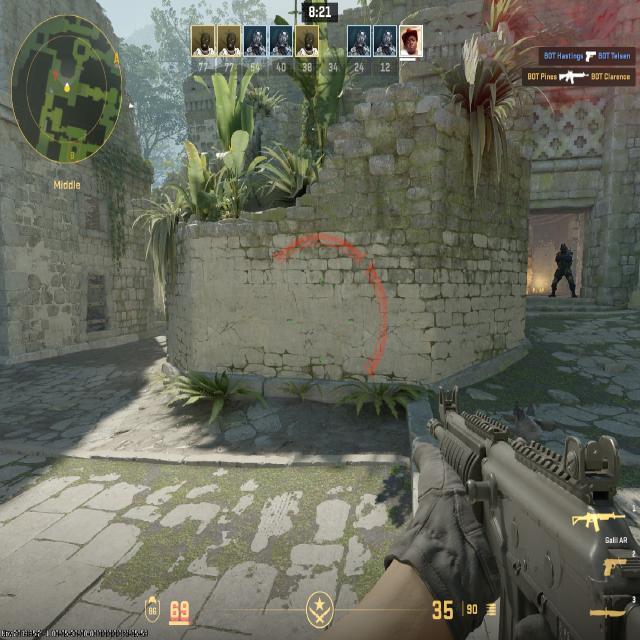 8:21
77 77 54 40 38 34 24 12
A
BOT Hastings BOT Telsen
BOT Pines BOT Clarence
B
Middle
Galil AR
2
3
86 69
35 | 90